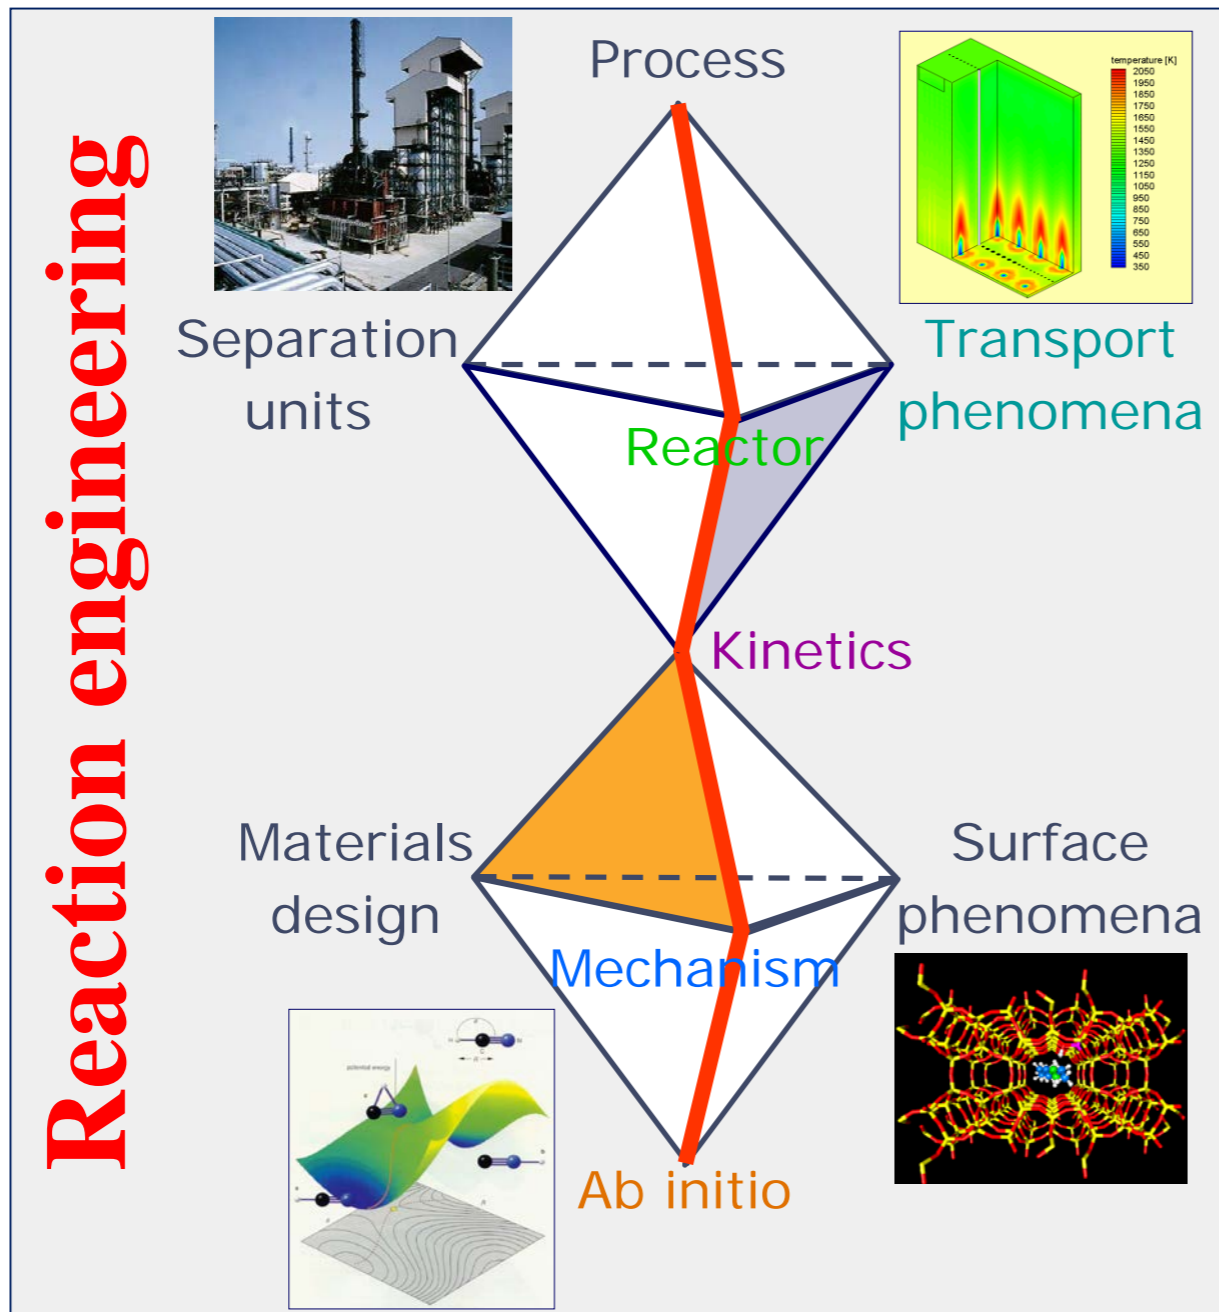 Reaction engineering
Process
temperature [K]
2050
1950
1850
1750
1650
1550
1450
1350
1250
1150
1050
950
850
750
650
550
450
350
Separation
units
Transport
phenomena
Reactor
Kinetics
Materials
design
Surface
phenomena
Mechanism
potential energy
Ab initio